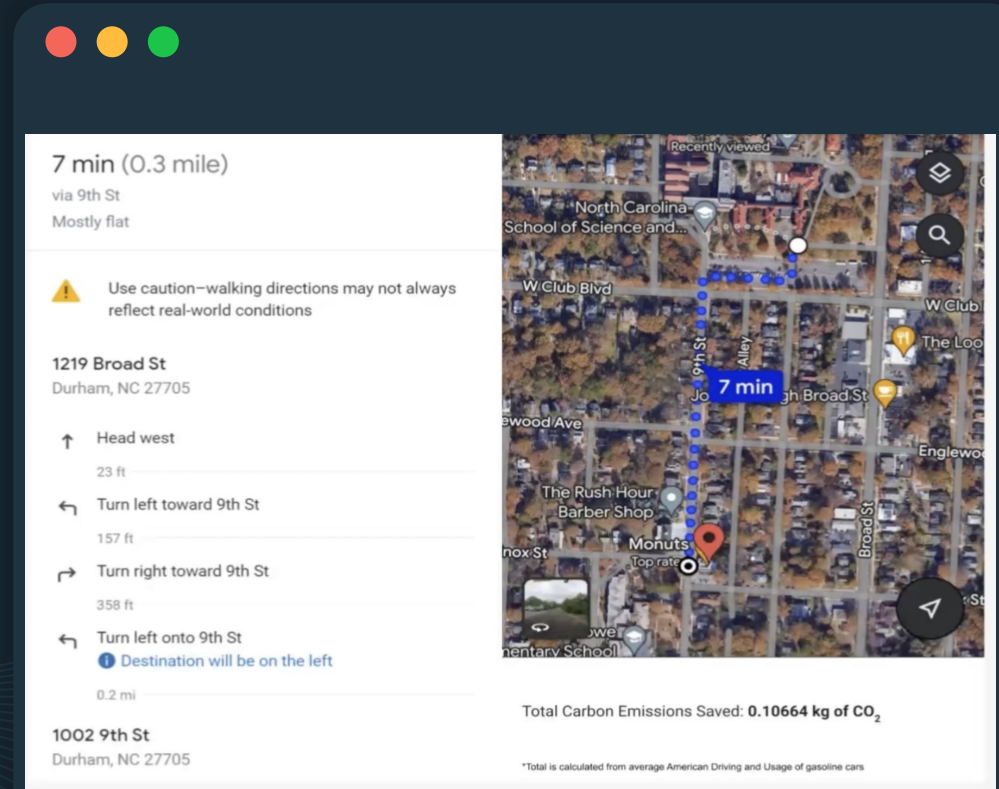 7 min (0.3 mile)
via 9th St
Mostly flat
Use caution–walking directions may not always
reflect real-world conditions
1219 Broad St
Durham, NC 27705
Head west
23 ft
Turn left toward 9th St
157 ft
Turn right toward 9th St
358 ft
Turn left onto 9th St
Destination will be on the left
0.2 mi
1002 9th St
Durham, NC 27705
Recently viewed
North Carolina
School of Science and...
W Club Blvd
W Club
The Loo
9th St
Alley
7 min
gh Broad St
ewood Ave
Englewoo
The Rush Hour
Barber Shop
Broad St
nox St
Monuts
Top rate
St
owe
mentary School
Total Carbon Emissions Saved: 0.10664 kg of CO2
*Total is calculated from average American Driving and Usage of gasoline cars